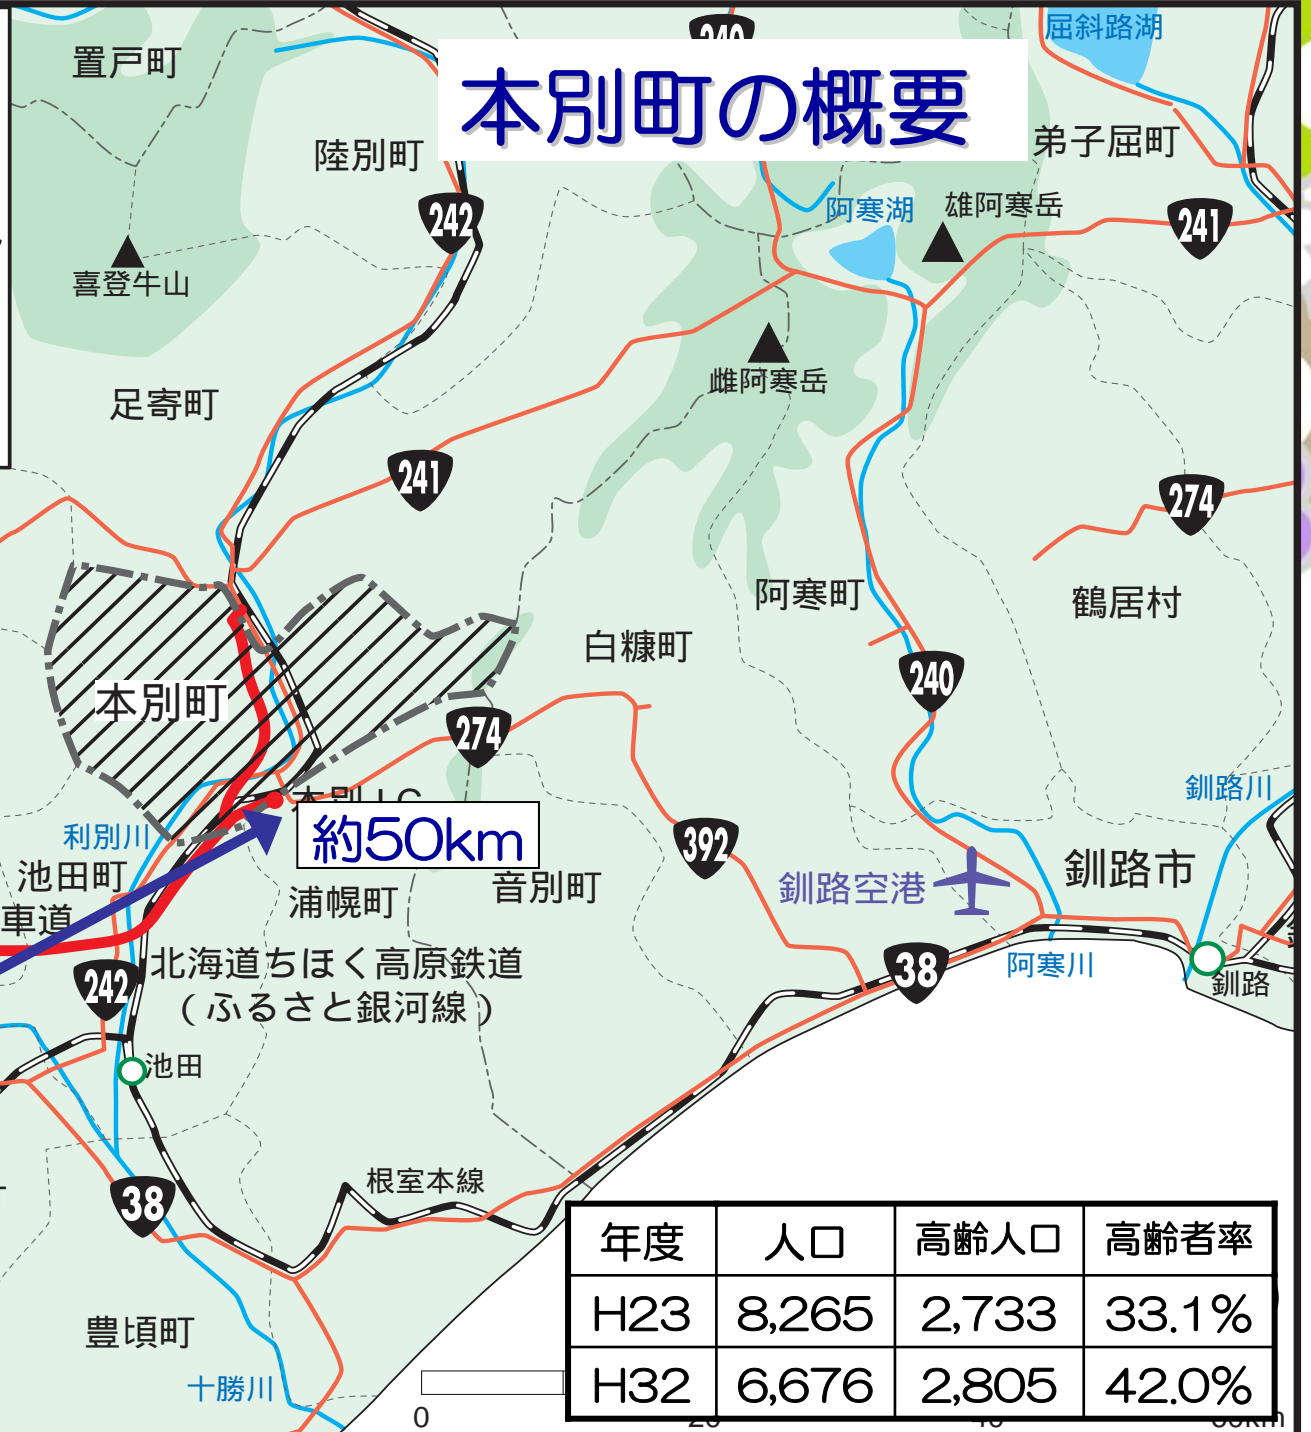 屈斜路湖
置戸町
240
本別町の概要
陸別町
弟子屈町
242
阿寒湖
雄阿寒岳
241
喜登牛山
雌阿寒岳
足寄町
241
274
阿寒町
鶴居村
白糠町
240
本別町
274
釧路川
約50km
利別川
392
池田町
釧路空港
釧路市
音別町
浦幌町
車道
北海道ちほく高原鉄道
(ふるさと銀河線)
38
阿寒川
242
釧路
池田
根室本線
38
年度 人口 高齢人口 高齢者率
H23 8,265 2,733 33.1%
H32 6,676 2,805 42.0%
豊頃町
十勝川
0